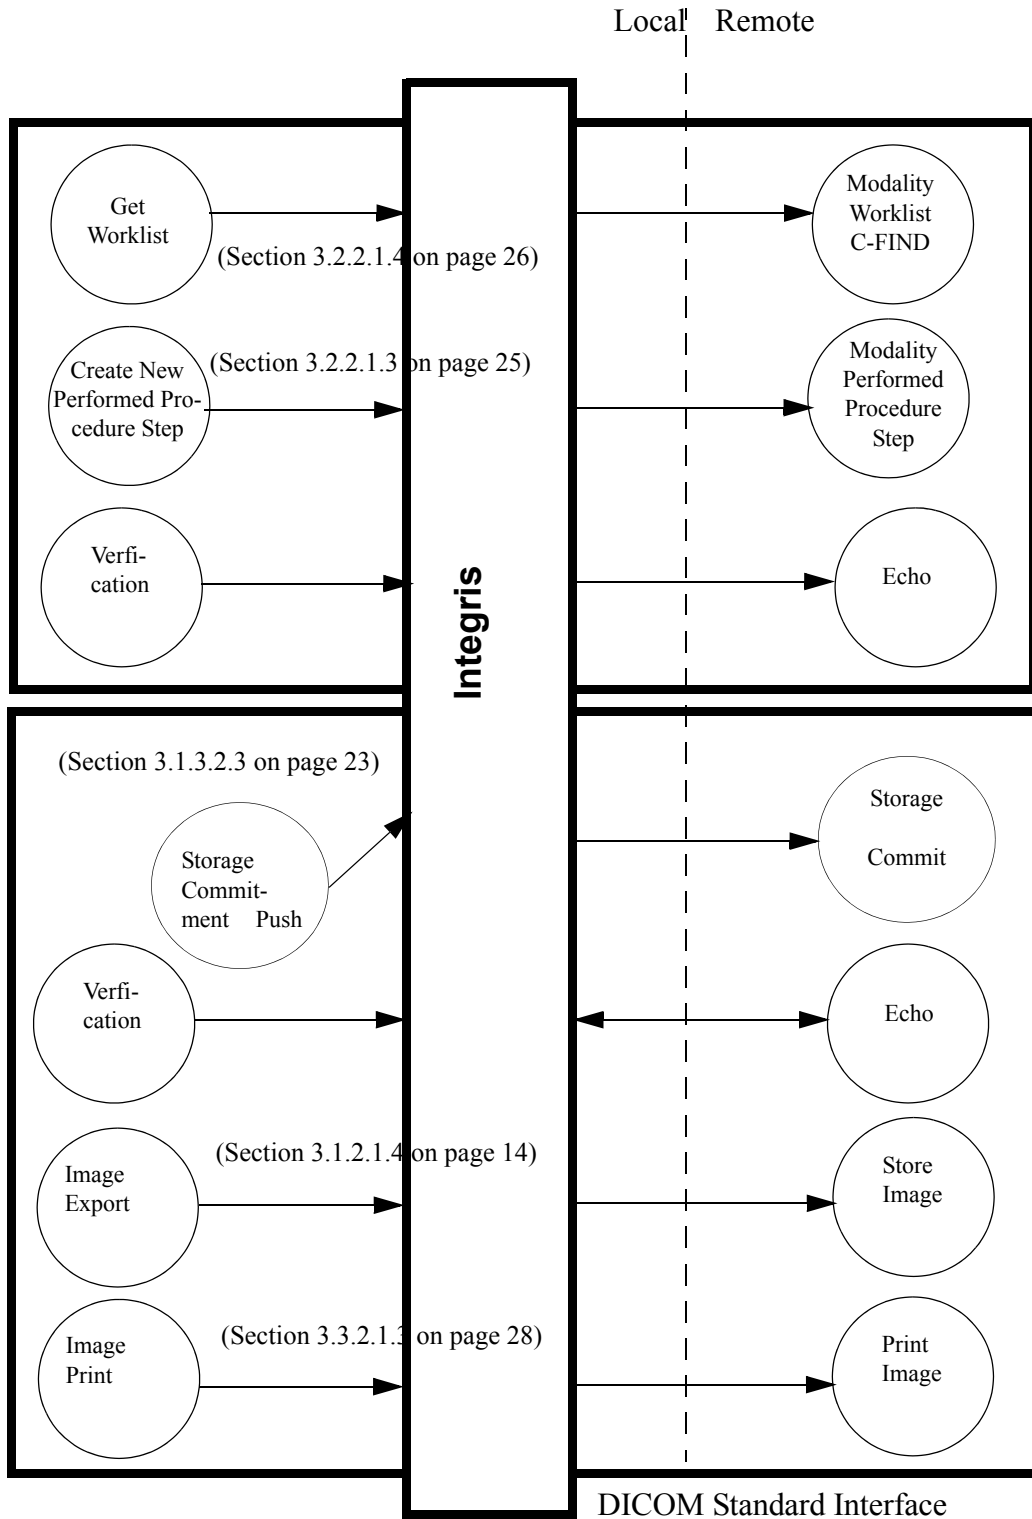 Local Remote
Get
Worklist
(Section 3.2.2.1.4 on page 26)
Modality
Worklist
C-FIND
Create New
Performed Pro-
cedure Step
(Section 3.2.2.1.3 on page 25)
Modality
Performed
Procedure
Step
Verfi-
cation
Echo
Integris
(Section 3.1.3.2.3 on page 23)
Storage
Commit-
ment Push
Storage
Commit
Verfi-
cation
Echo
Image
Export
(Section 3.1.2.1.4 on page 14)
Store
Image
Image
Print
(Section 3.3.2.1.3 on page 28)
Print
Image
DICOM Standard Interface